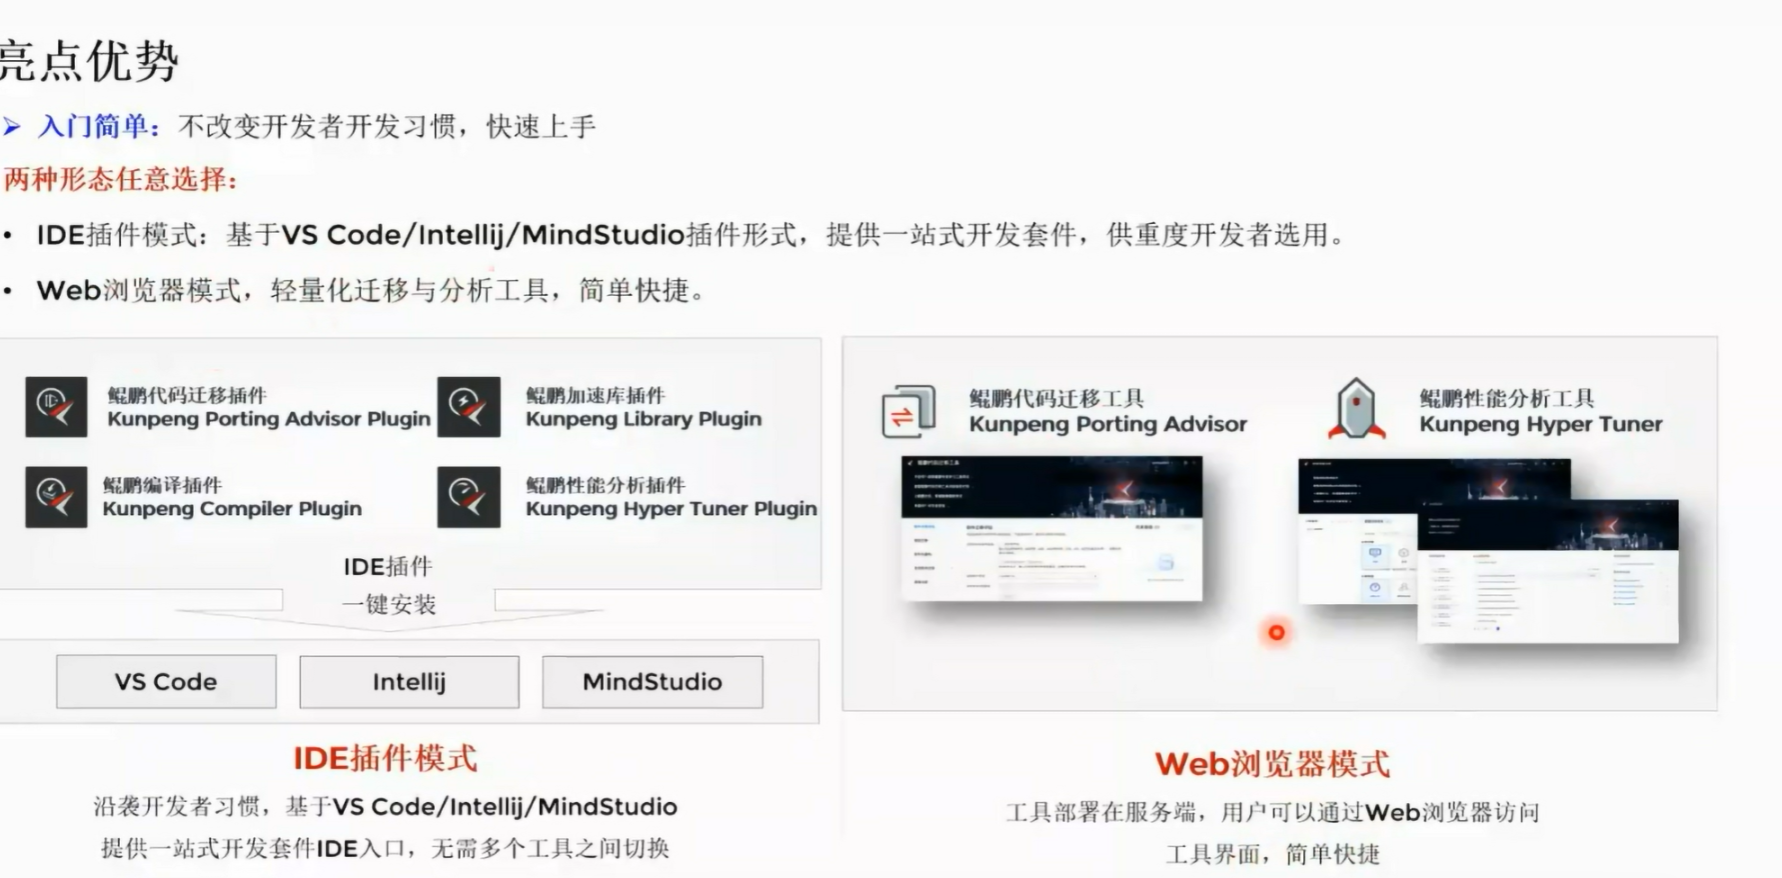 亮点优势
入门简单：不改变开发者开发习惯，快速上手
两种形态任意选择：
• IDE插件模式：基于VS Code/Intellij/MindStudio插件形式，提供一站式开发套件，供重度开发者选用。
• Web浏览器模式，轻量化迁移与分析工具，简单快捷。
鲲鹏代码迁移插件
Kunpeng Porting Advisor Plugin
鲲鹏加速库插件
Kunpeng Library Plugin
鲲鹏编译插件
Kunpeng Compiler Plugin
鲲鹏性能分析插件
Kunpeng Hyper Tuner Plugin
IDE插件
一键安装
VS Code
Intellij
MindStudio
IDE插件模式
沿袭开发者习惯，基于VS Code/Intellij/MindStudio
提供一站式开发套件IDE入口，无需多个工具之间切换
鲲鹏代码迁移工具
Kunpeng Porting Advisor
鲲鹏性能分析工具
Kunpeng Hyper Tuner
Web浏览器模式
工具部署在服务端，用户可以通过Web浏览器访问
工具界面，简单快捷